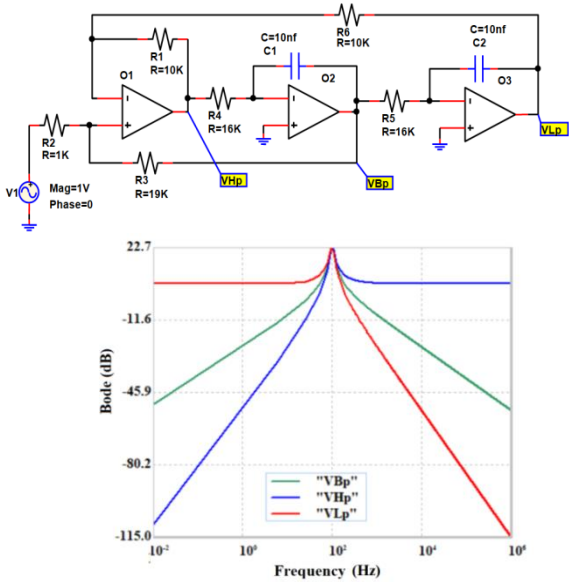 R6
R=10K
R1
R=10K
O1
C=10nf
C1
O2
C=10nf
C2
O3
R4
R=16K
R5
R=16K
R2
R=1K
R3
R=19K
V1
Mag=1V
Phase=0
VHp
VBp
VLp
22.7
-11.6
-45.9
-80.2
-115.0
Bode (dB)
"VBp"
"VHp"
"VLp"
10-2
100
102
104
106
Frequency (Hz)